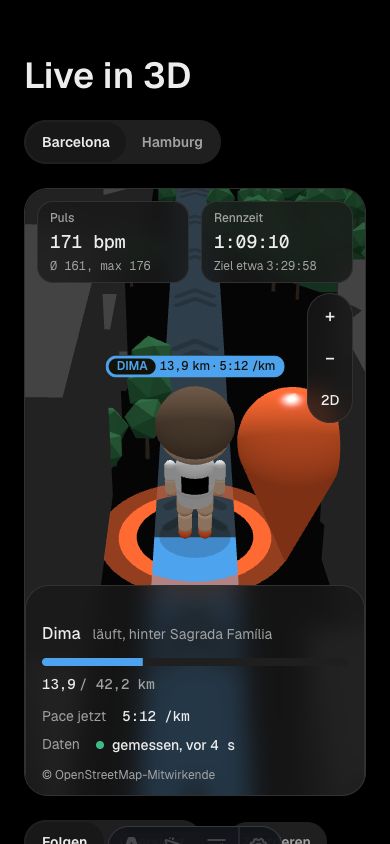 Live in 3D
Barcelona Hamburg
Puls Rennzeit
171 bpm 1:09:10
Ø 161, max 176 Ziel etwa 3:29:58
+
−
2D
DIMA 13,9 km · 5:12 /km
Dima läuft, hinter Sagrada Família
13,9 / 42,2 km
Pace jetzt 5:12 /km
Daten gemessen, vor 4 s
© OpenStreetMap-Mitwirkende
Folgen